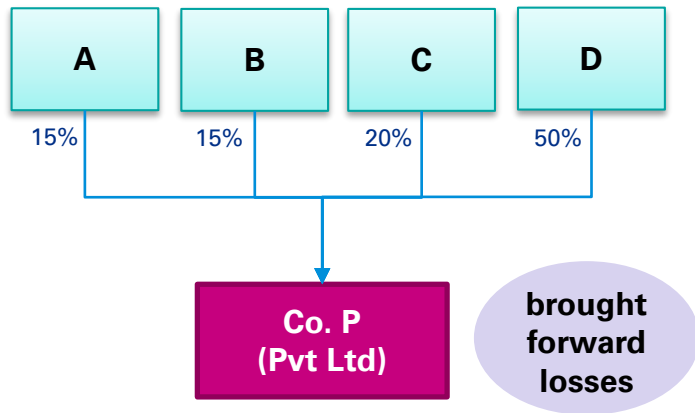 A
B
C
D
15%
15%
20%
50%
Co. P
(Pvt Ltd)
brought
forward
losses